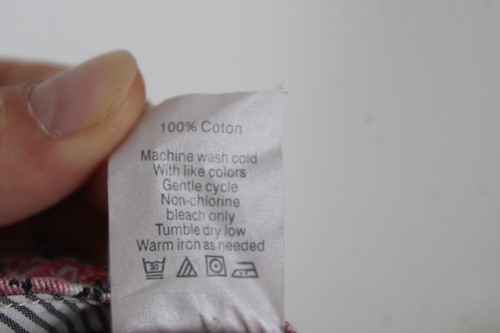 100% Coton
Machine wash cold
With like colors
Gentle cycle
Non-chlorine
bleach only
Tumble dry low
Warm iron as needed
30